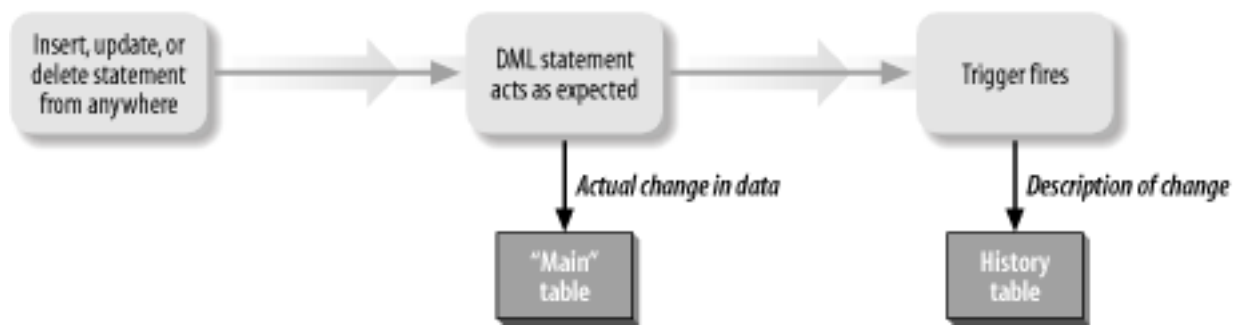 Insert, update, or
delete statement
from anywhere
DML statement
acts as expected
Trigger fires
Actual change in data
Description of change
“Main”
table
History
table